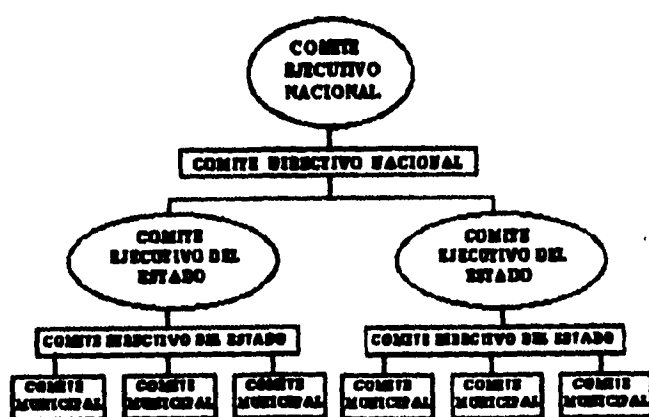 COMITE
EJECUTIVO
NACIONAL
COMITE DIRECTIVO NACIONAL
COMITE
EJECUTIVO DEL
ESTADO
COMITE
EJECUTIVO DEL
ESTADO
COMITE DIRECTIVO DEL ESTADO
COMITE DIRECTIVO DEL ESTADO
COMITE
MUNICIPAL
COMITE
MUNICIPAL
COMITE
MUNICIPAL
COMITE
MUNICIPAL
COMITE
MUNICIPAL
COMITE
MUNICIPAL